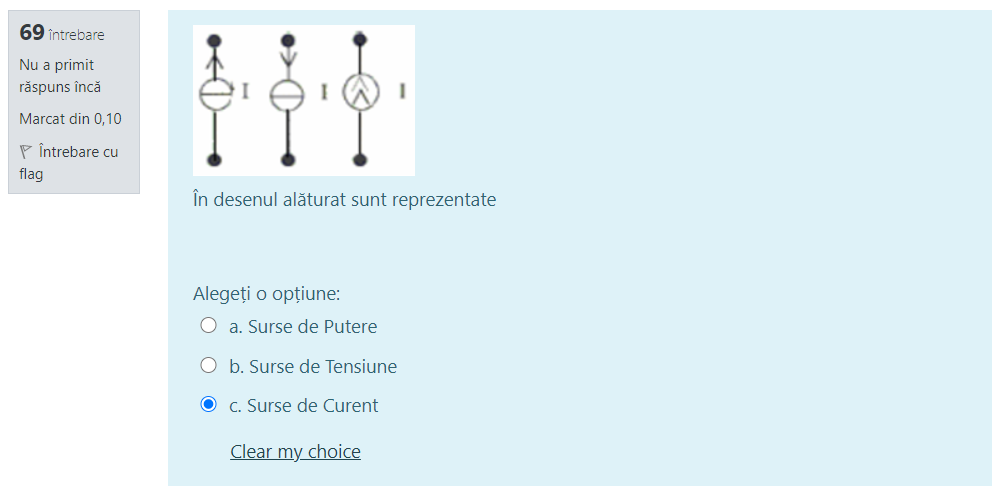 69 întrebare
Nu a primit
răspuns încă
Marcat din 0,10
Întrebare cu
flag
I I I
În desenul alăturat sunt reprezentate
Alegeți o opțiune:
a. Surse de Putere
b. Surse de Tensiune
c. Surse de Curent
Clear my choice